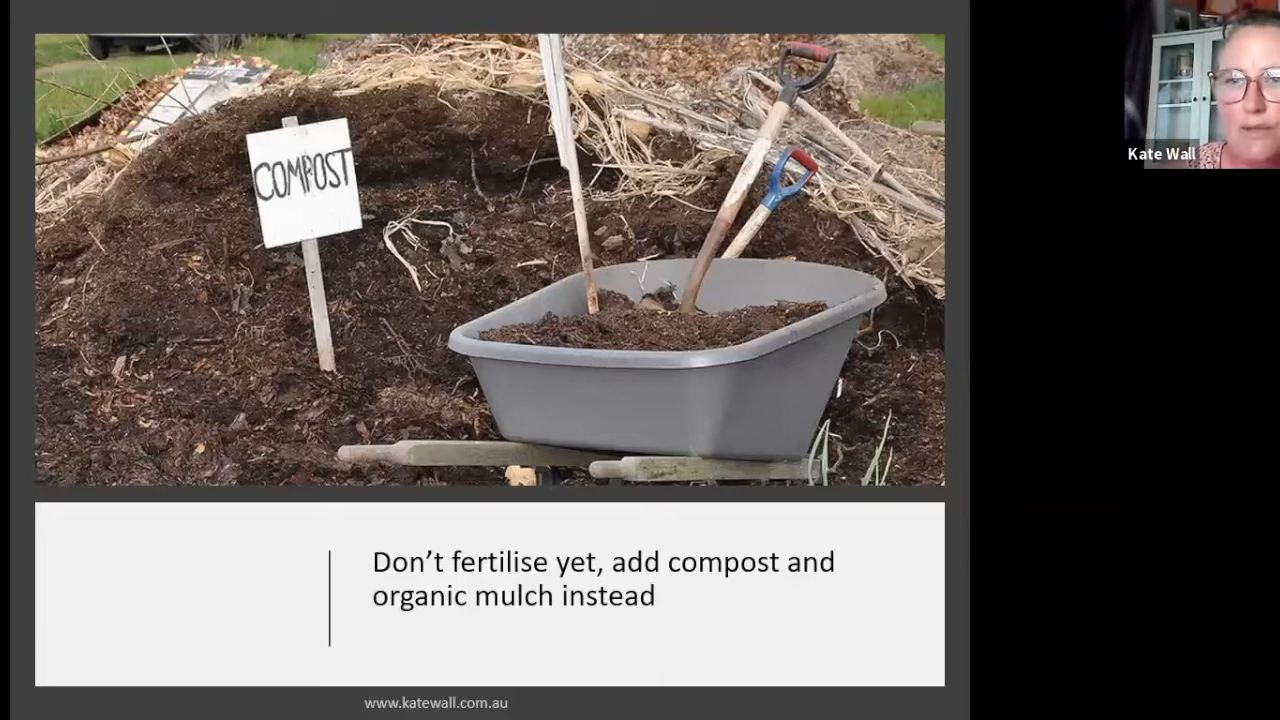 COMPOST
Kate Wall
Don't fertilise yet, add compost and
organic mulch instead
www.katewall.com.au